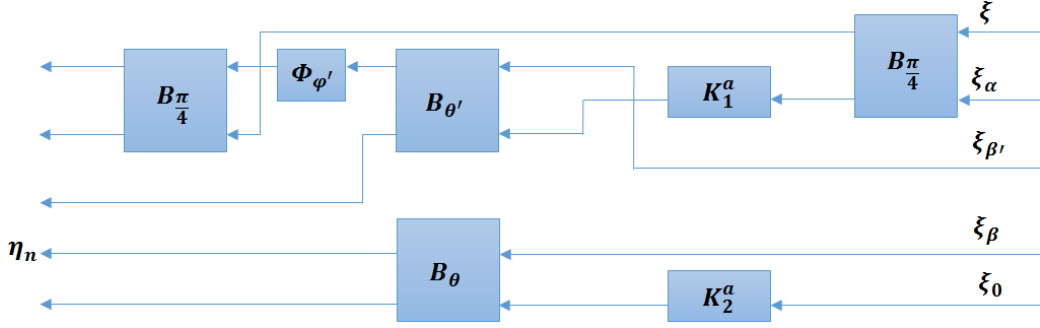 ξ
B_{π/4} Φ_{φ'} B_{θ'} K_1^a B_{π/4} ξ_α
ξ_{β'}
η_n B_θ ξ_β
K_2^a ξ_0